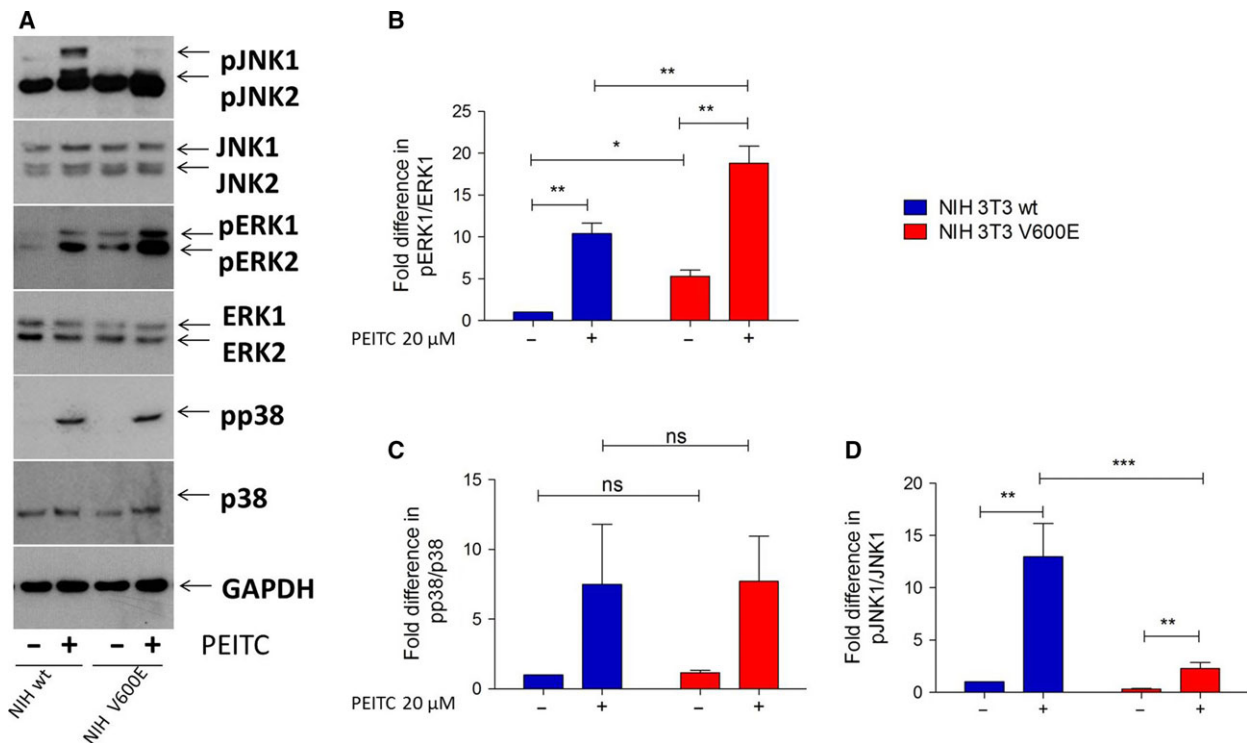 A
pJNK1
pJNK2
JNK1
JNK2
pERK1
pERK2
ERK1
ERK2
pp38
p38
GAPDH
– + – + PEITC
NIH wt
NIH V600E
B
Fold difference in
pERK1/ERK1
25
20
15
10
5
0
**
*
**
**
PEITC 20 µM – + – +
NIH 3T3 wt
NIH 3T3 V600E
C
Fold difference in
pp38/p38
15
10
5
0
ns
ns
PEITC 20 µM – + – +
D
Fold difference in
pJNK1/JNK1
20
15
10
5
0
**
***
**
– + – +